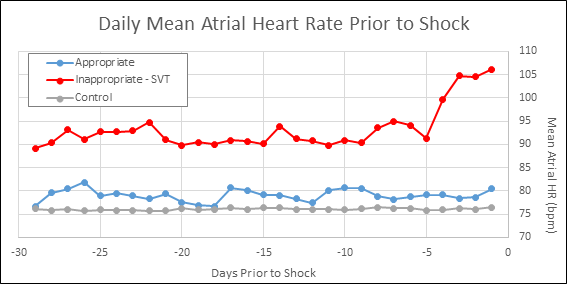 Daily Mean Atrial Heart Rate Prior to Shock
Appropriate
Inappropriate - SVT
Control
110
105
100
95
90
85
80
75
70
Mean Atrial HR (bpm)
-30
-25
-20
-15
-10
-5
0
Days Prior to Shock